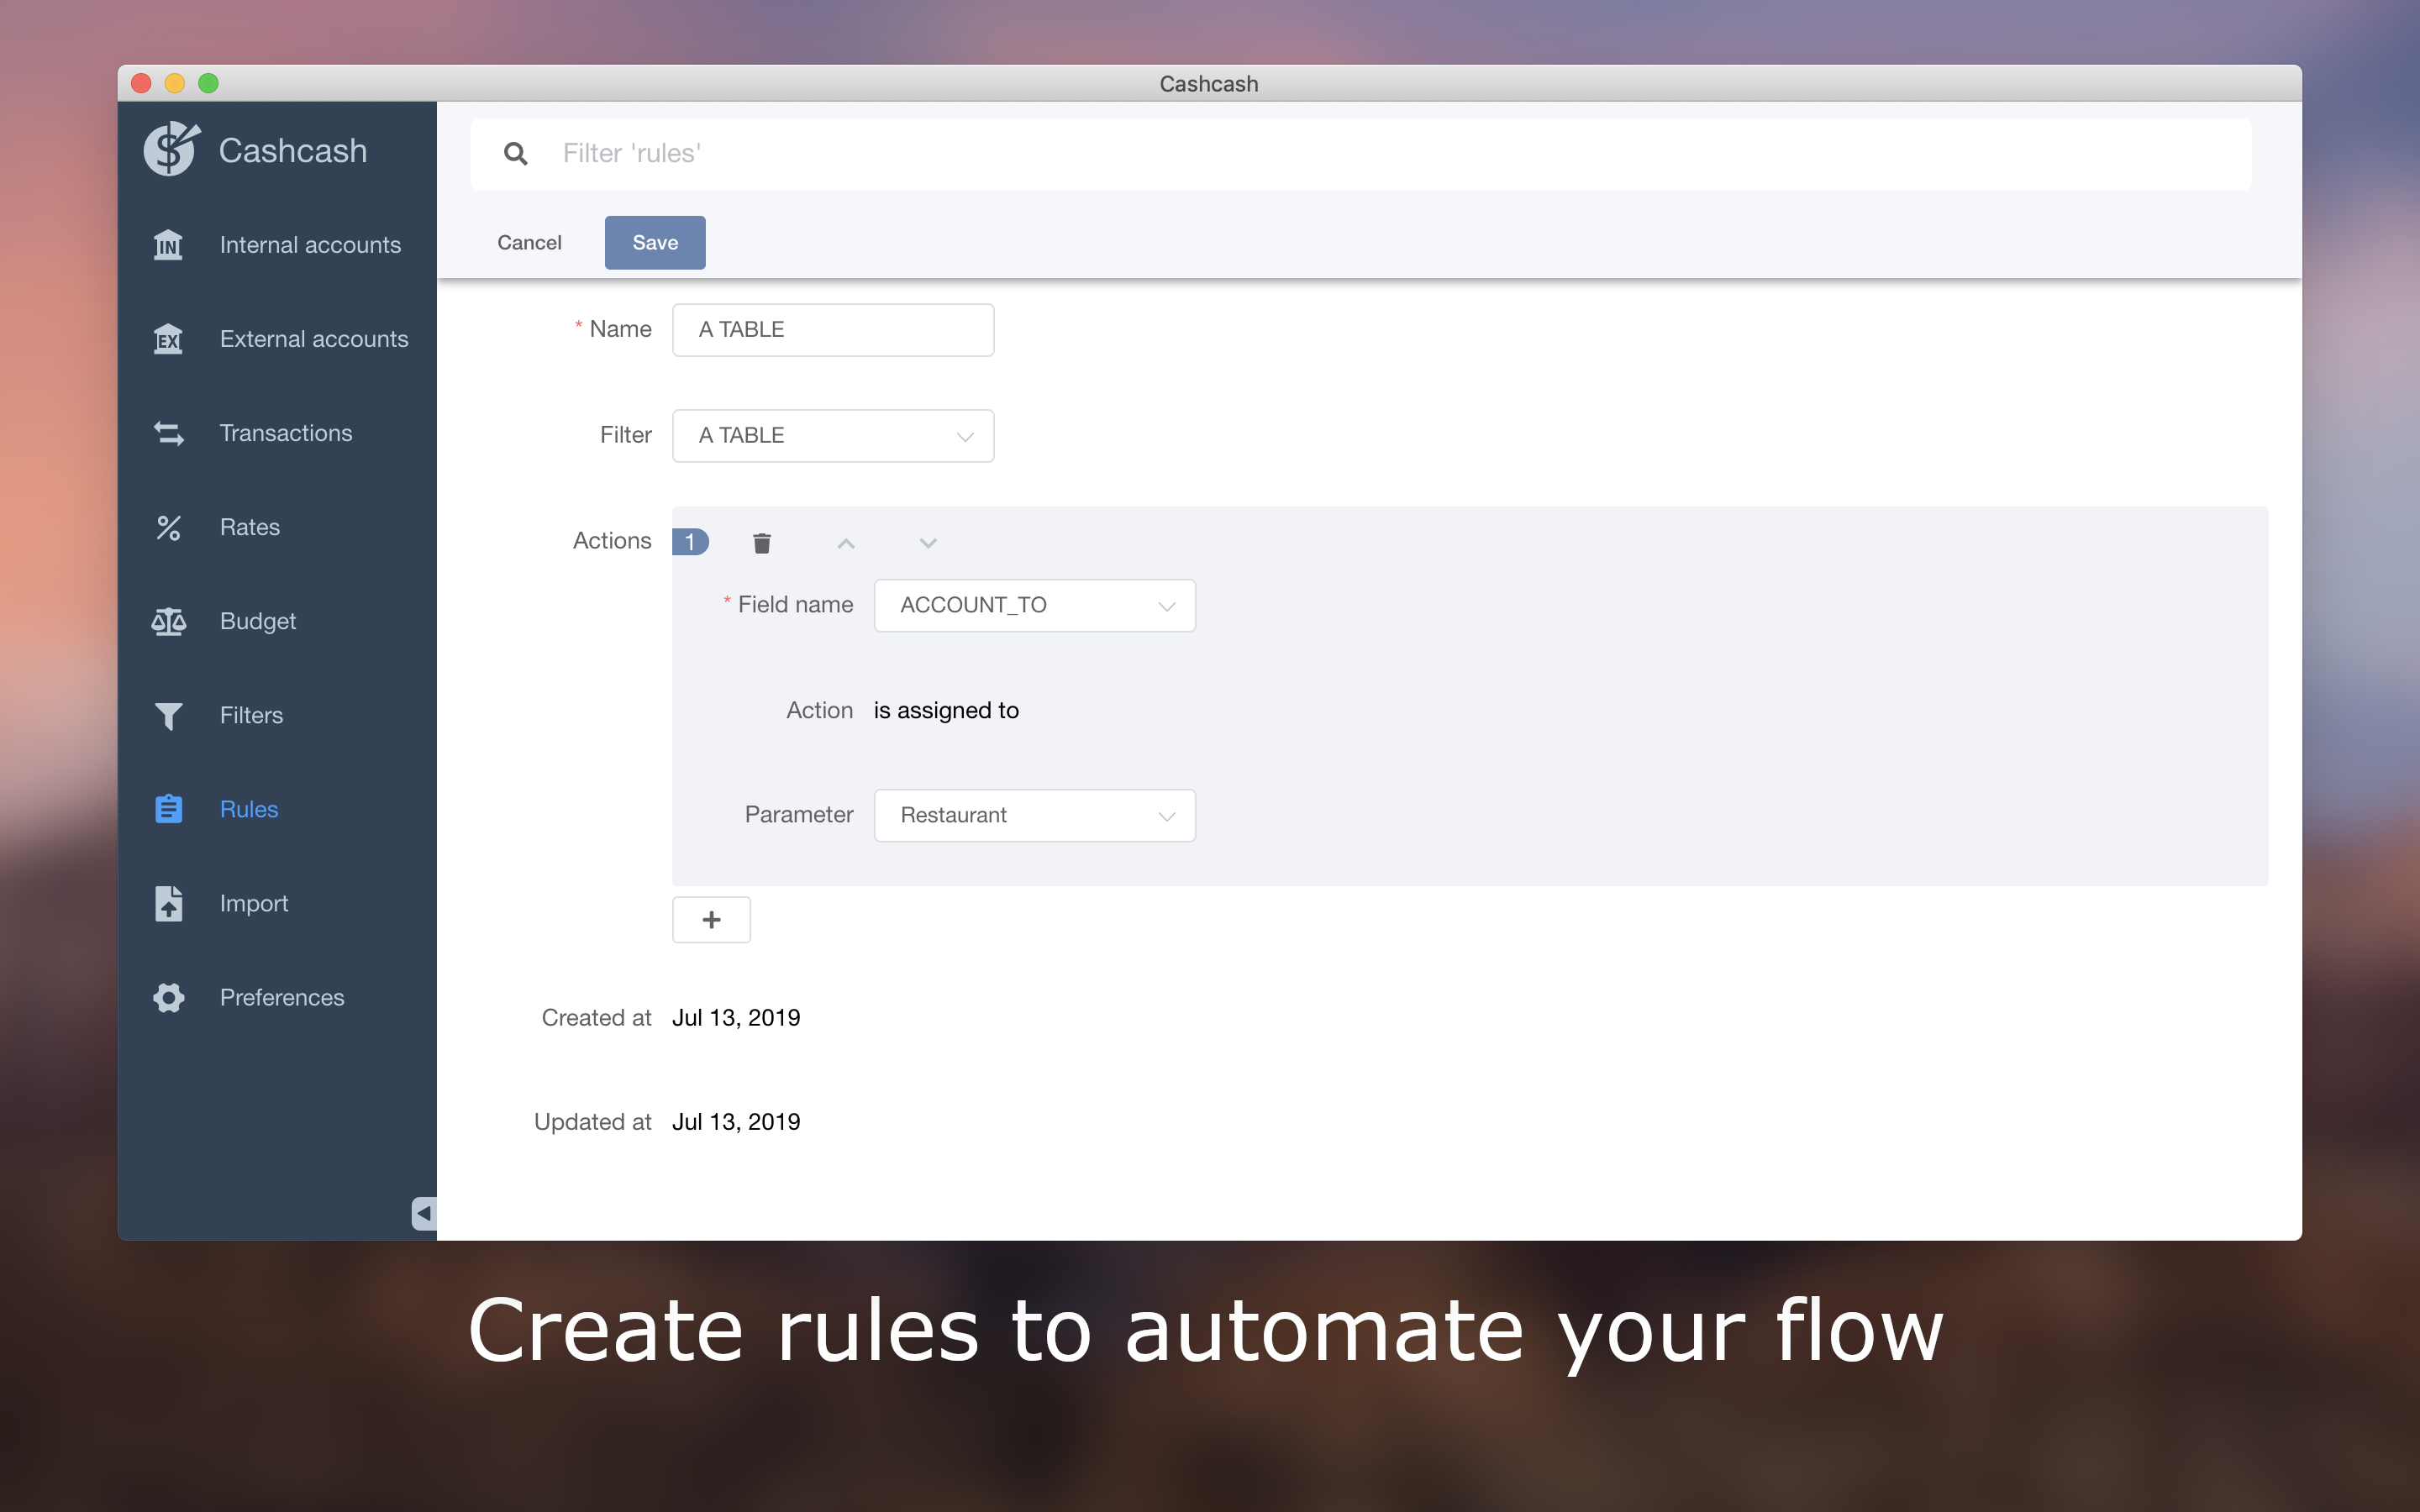 Cashcash
Cashcash
IN Internal accounts
EX External accounts
Transactions
Rates
Budget
Filters
Rules
Import
Preferences
Filter 'rules'
Cancel Save
* Name A TABLE
Filter A TABLE
Actions 1
* Field name ACCOUNT_TO
Action is assigned to
Parameter Restaurant
+
Created at Jul 13, 2019
Updated at Jul 13, 2019
Create rules to automate your flow